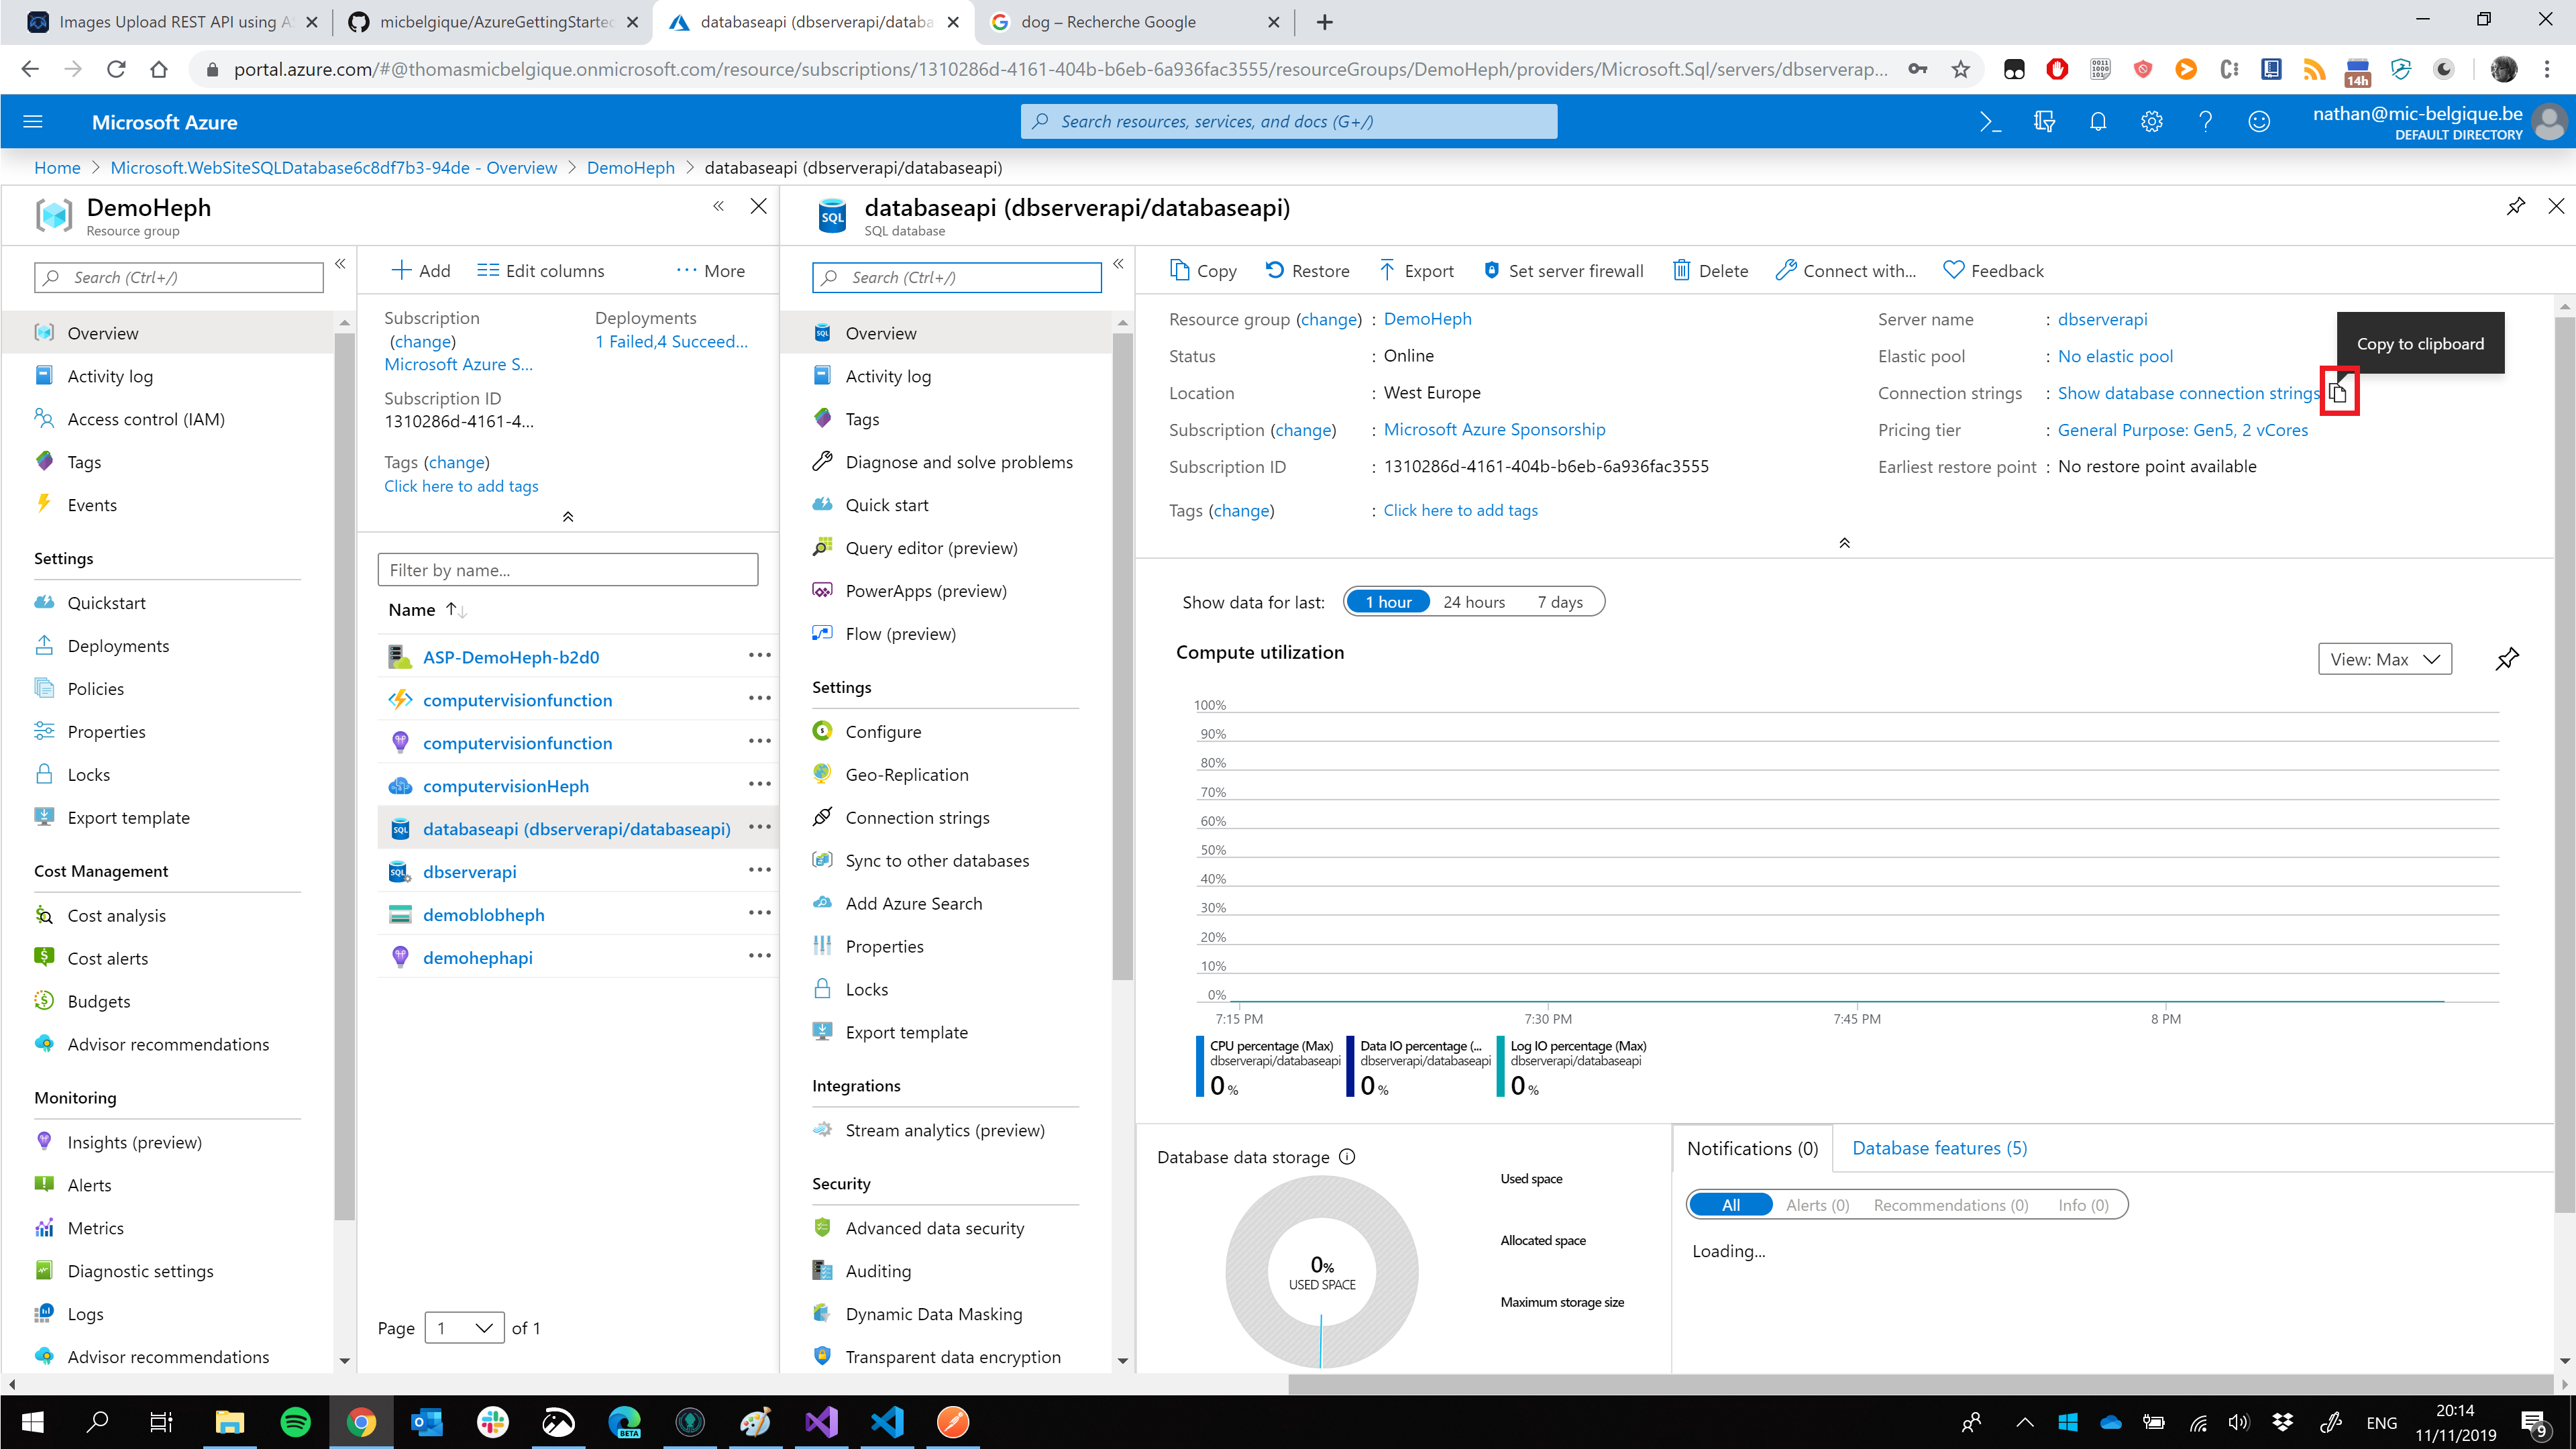 Images Upload REST API using A
micbelgique/AzureGettingStarted
databaseapi (dbserverapi/databa
dog – Recherche Google
portal.azure.com/#@thomasmicbelgique.onmicrosoft.com/resource/subscriptions/1310286d-4161-404b-b6eb-6a936fac3555/resourceGroups/DemoHeph/providers/Microsoft.Sql/servers/dbserverap...
14h
Microsoft Azure
Search resources, services, and docs (G+/)
nathan@mic-belgique.be
DEFAULT DIRECTORY
Home > Microsoft.WebSiteSQLDatabase6c8df7b3-94de - Overview > DemoHeph > databaseapi (dbserverapi/databaseapi)
DemoHeph
Resource group
Search (Ctrl+/)
Overview
Activity log
Access control (IAM)
Tags
Events
Settings
Quickstart
Deployments
Policies
Properties
Locks
Export template
Cost Management
Cost analysis
Cost alerts
Budgets
Advisor recommendations
Monitoring
Insights (preview)
Alerts
Metrics
Diagnostic settings
Logs
Advisor recommendations
Add
Edit columns
More
Subscription
(change)
Microsoft Azure S...
Deployments
1 Failed,4 Succeed...
Subscription ID
1310286d-4161-4...
Tags (change)
Click here to add tags
Filter by name...
Name
ASP-DemoHeph-b2d0
computervisionfunction
computervisionfunction
computervisionHeph
databaseapi (dbserverapi/databaseapi)
dbserverapi
demoblobheph
demohephapi
Page 1 of 1
databaseapi (dbserverapi/databaseapi)
SQL database
Search (Ctrl+/)
Overview
Activity log
Tags
Diagnose and solve problems
Quick start
Query editor (preview)
PowerApps (preview)
Flow (preview)
Settings
Configure
Geo-Replication
Connection strings
Sync to other databases
Add Azure Search
Properties
Locks
Export template
Integrations
Stream analytics (preview)
Security
Advanced data security
Auditing
Dynamic Data Masking
Transparent data encryption
Copy
Restore
Export
Set server firewall
Delete
Connect with...
Feedback
Resource group (change) : DemoHeph
Status : Online
Location : West Europe
Subscription (change) : Microsoft Azure Sponsorship
Subscription ID : 1310286d-4161-404b-b6eb-6a936fac3555
Tags (change) : Click here to add tags
Server name : dbserverapi
Elastic pool : No elastic pool
Connection strings : Show database connection strings
Pricing tier : General Purpose: Gen5, 2 vCores
Earliest restore point : No restore point available
Copy to clipboard
Show data for last: 1 hour 24 hours 7 days
Compute utilization
View: Max
100%
90%
80%
70%
60%
50%
40%
30%
20%
10%
0%
7:15 PM 7:30 PM 7:45 PM 8 PM
CPU percentage (Max)
dbserverapi/databaseapi
0 %
Data IO percentage (...
dbserverapi/databaseapi
0 %
Log IO percentage (Max)
dbserverapi/databaseapi
0 %
Database data storage
0%
USED SPACE
Used space
Allocated space
Maximum storage size
Notifications (0)
Database features (5)
All Alerts (0) Recommendations (0) Info (0)
Loading...
BETA
ENG
20:14
11/11/2019
9